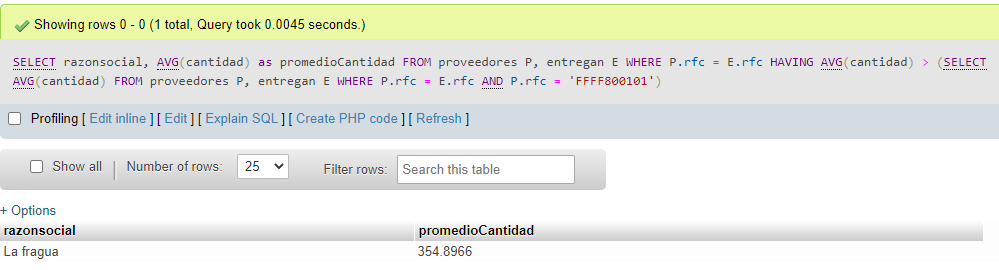 Showing rows 0 - 0 (1 total, Query took 0.0045 seconds.)
SELECT razonsocial, AVG(cantidad) as promedioCantidad FROM proveedores P, entregan E WHERE P.rfc = E.rfc HAVING AVG(cantidad) > (SELECT
AVG(cantidad) FROM proveedores P, entregan E WHERE P.rfc = E.rfc AND P.rfc = 'FFFF800101')
Profiling [ Edit inline ] [ Edit ] [ Explain SQL ] [ Create PHP code ] [ Refresh ]
Show all | Number of rows: 25 Filter rows: Search this table
+ Options
razonsocial promedioCantidad
La fragua 354.8966